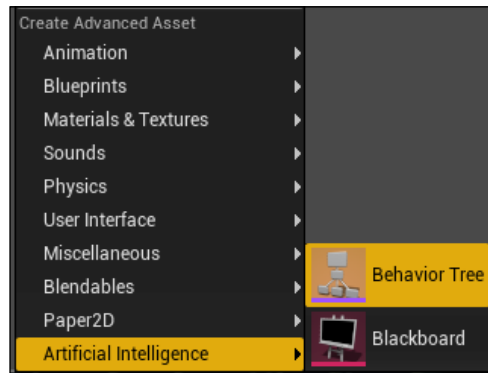 Create Advanced Asset
Animation
Blueprints
Materials & Textures
Sounds
Physics
User Interface
Miscellaneous
Blendables
Paper2D
Artificial Intelligence
Behavior Tree
Blackboard